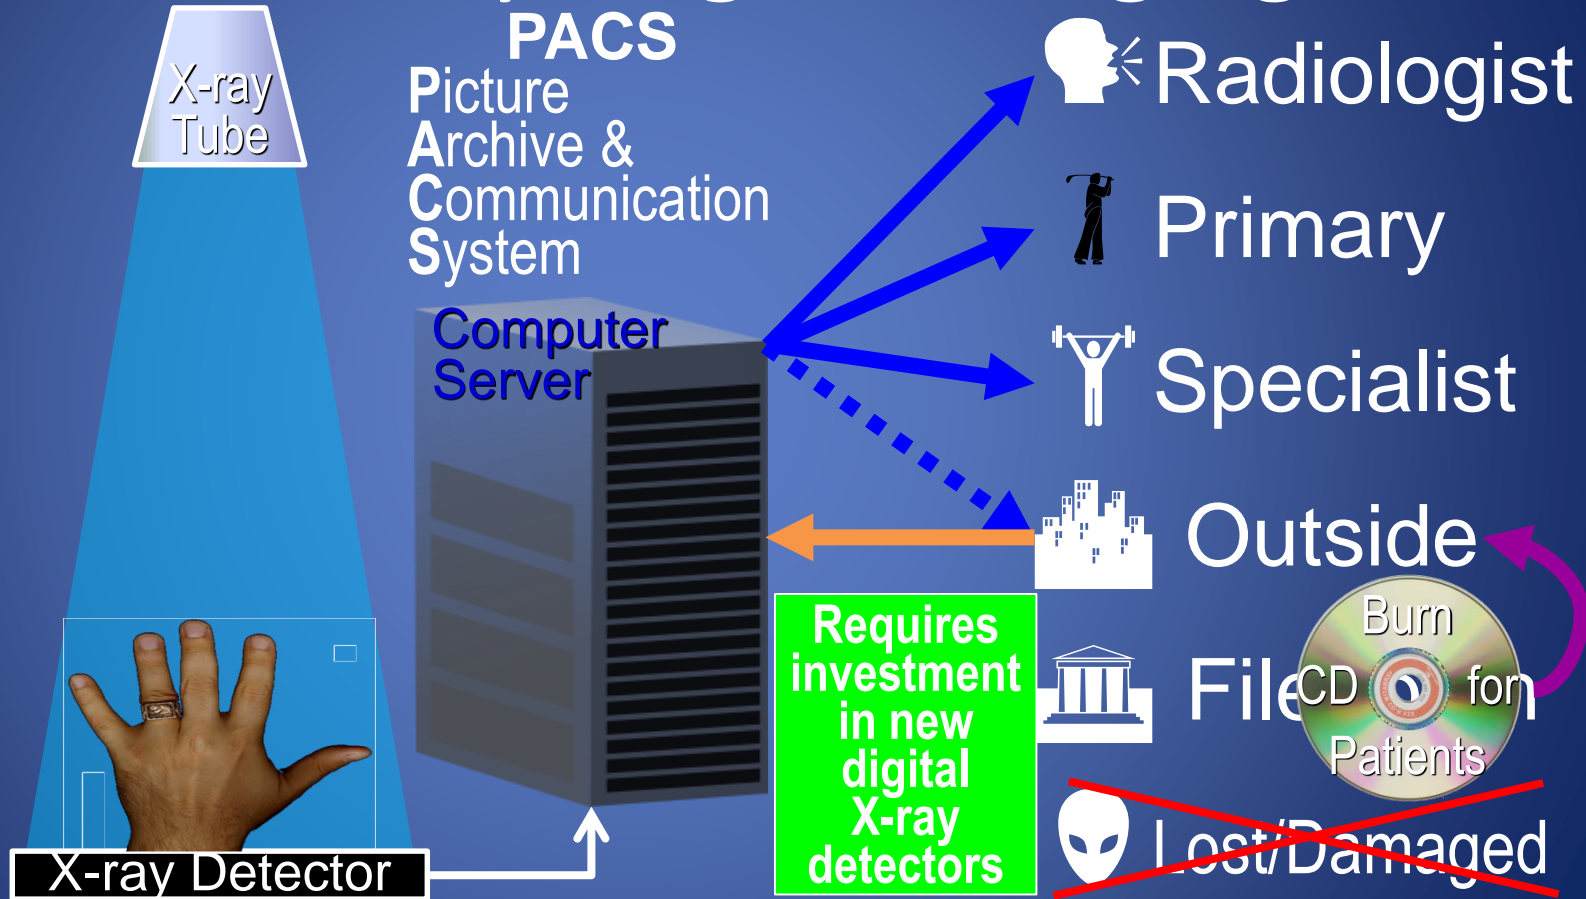 PACS
Picture
Archive &
Communication
System
X-ray
Tube
Computer
Server
X-ray Detector
Radiologist
Primary
Specialist
Outside
Burn
CD for
Patients
Lost/Damaged
Requires
investment
in new
digital
X-ray
detectors